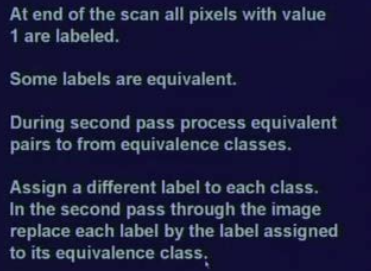 At end of the scan all pixels with value
1 are labeled.
Some labels are equivalent.
During second pass process equivalent
pairs to from equivalence classes.
Assign a different label to each class.
In the second pass through the image
replace each label by the label assigned
to its equivalence class.